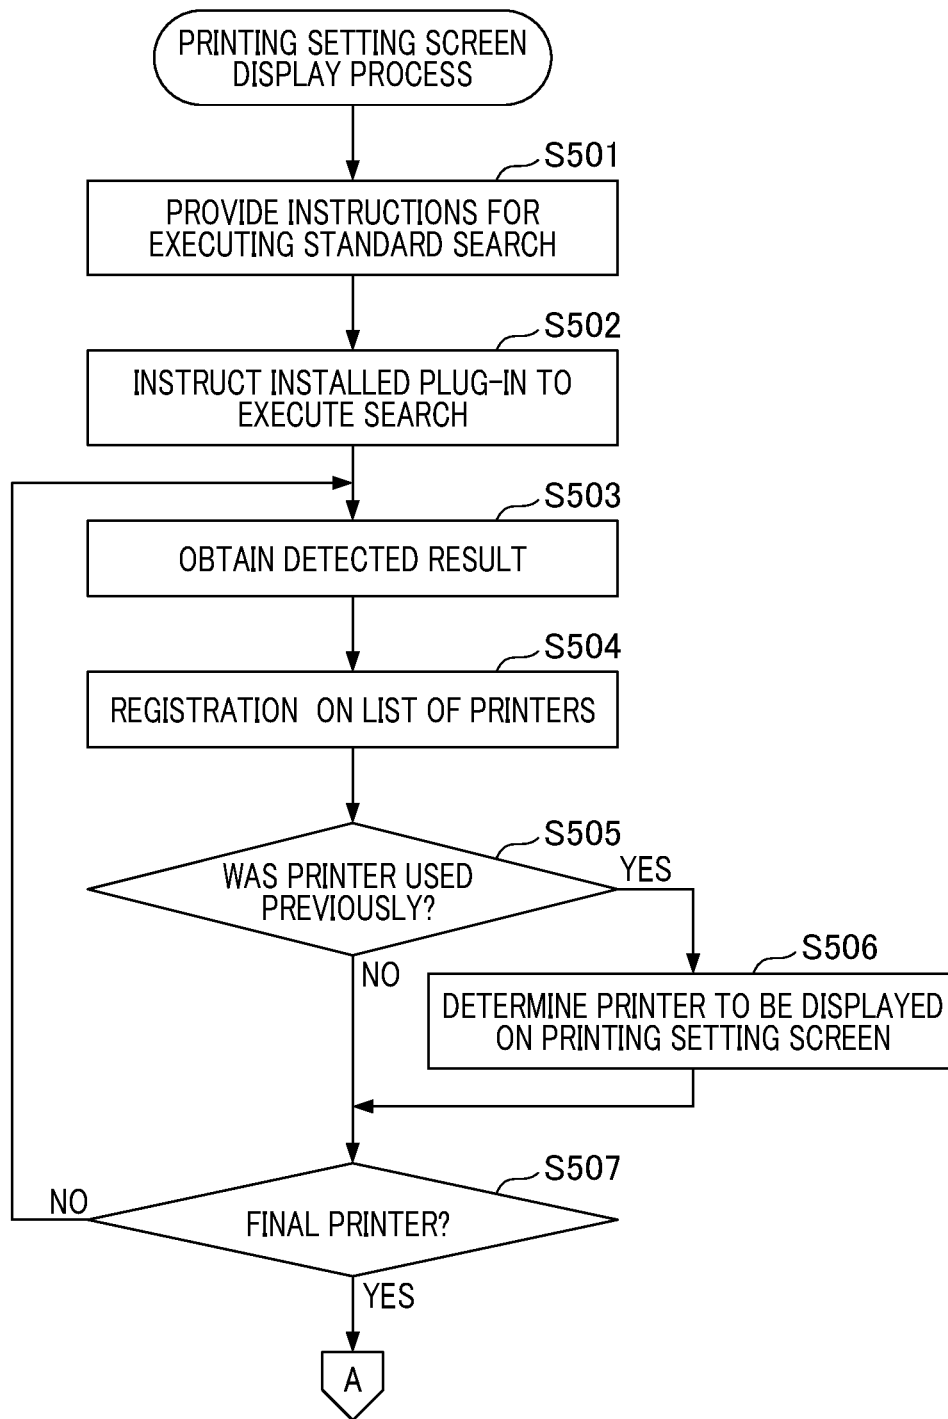 PRINTING SETTING SCREEN
DISPLAY PROCESS
S501
PROVIDE INSTRUCTIONS FOR
EXECUTING STANDARD SEARCH
S502
INSTRUCT INSTALLED PLUG-IN TO
EXECUTE SEARCH
S503
OBTAIN DETECTED RESULT
S504
REGISTRATION ON LIST OF PRINTERS
S505
WAS PRINTER USED
PREVIOUSLY?
YES
NO
S506
DETERMINE PRINTER TO BE DISPLAYED
ON PRINTING SETTING SCREEN
S507
FINAL PRINTER?
NO
YES
A